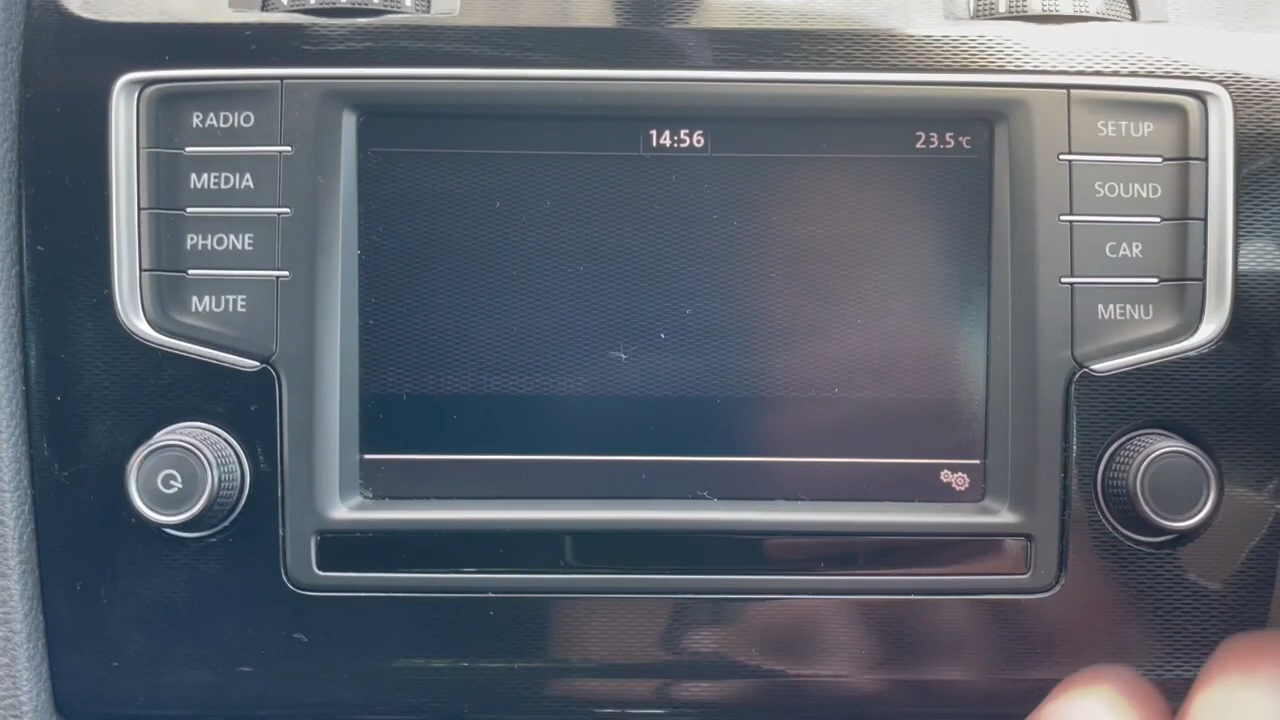 RADIO
MEDIA
PHONE
MUTE
14:56
23.5°C
SETUP
SOUND
CAR
MENU